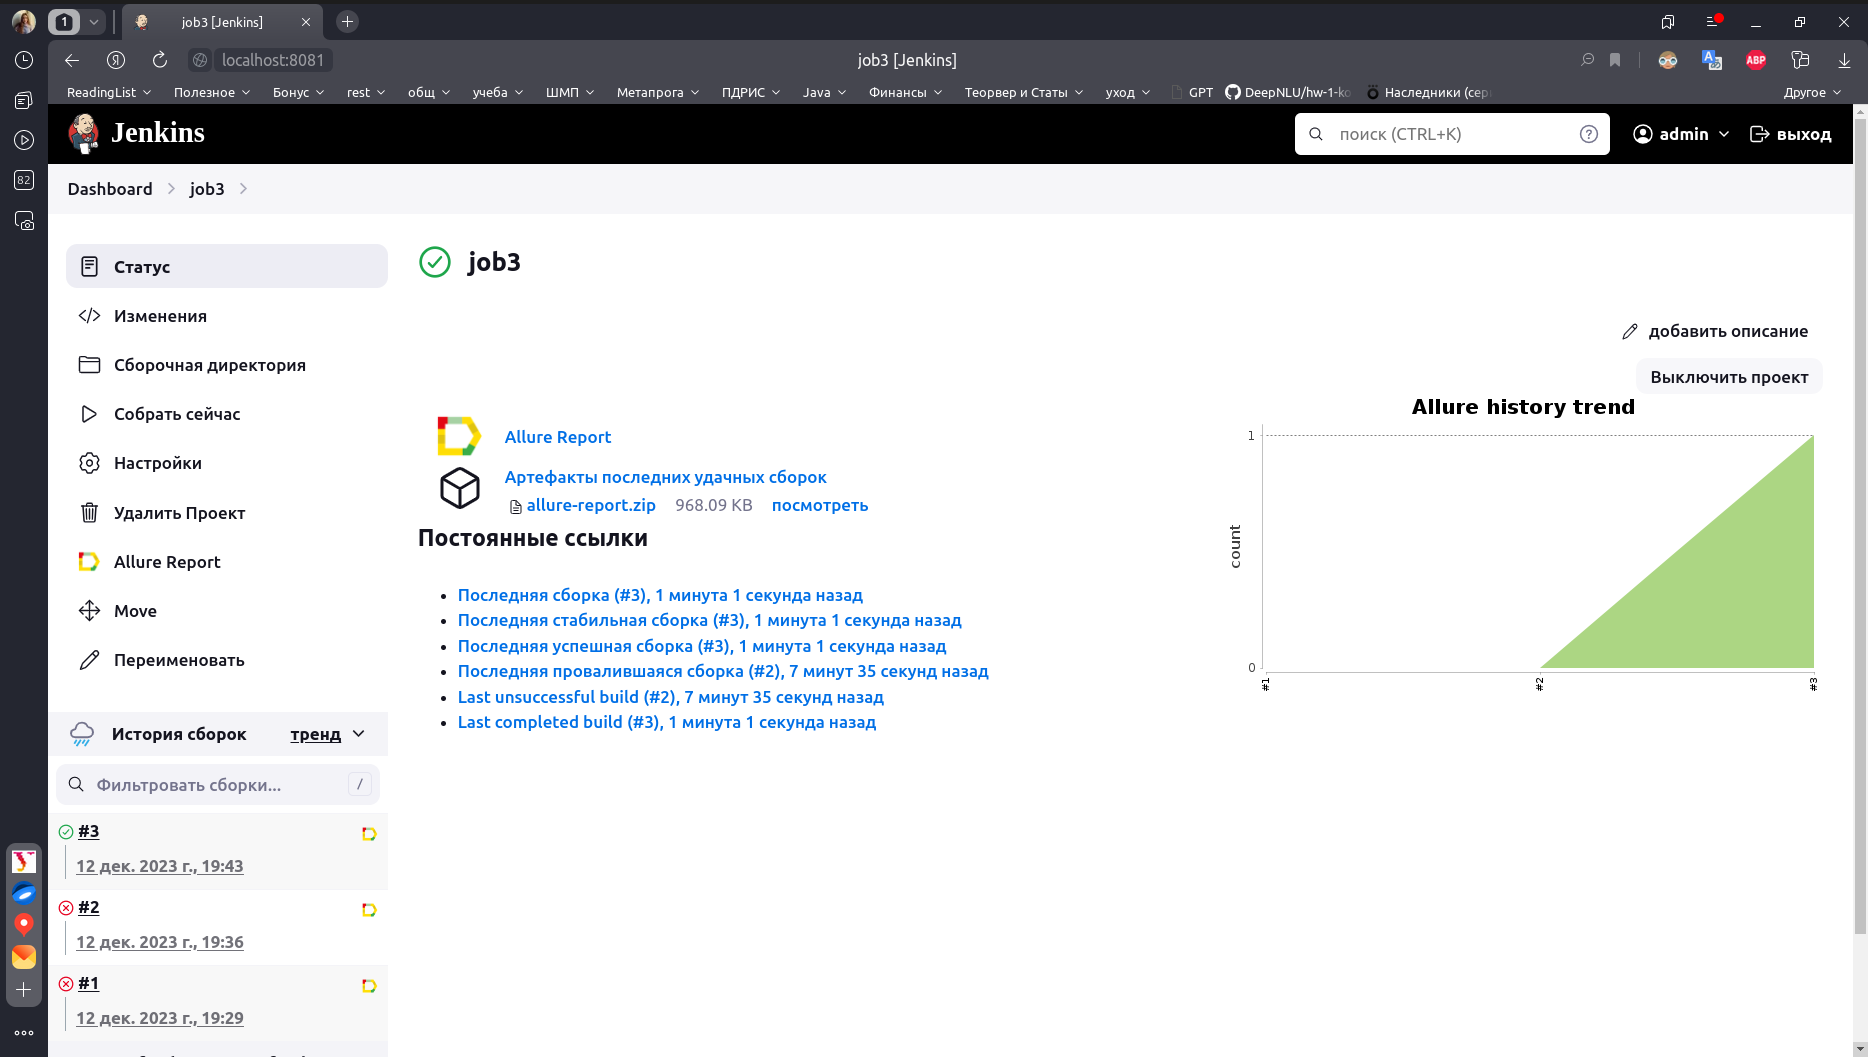 1
job3 [Jenkins]
localhost:8081
job3 [Jenkins]
ABP
ReadingList
Полезное
Бонус
rest
общ
учеба
ШМП
Метапрога
ПДРИС
Java
Финансы
Теорвер и Статы
уход
GPT
DeepNLU/hw-1-ko
Наследники (сери
Другое
82
Jenkins
поиск (CTRL+K)
?
admin
выход
Dashboard
job3
Статус
Изменения
Сборочная директория
Собрать сейчас
Настройки
Удалить Проект
Allure Report
Move
Переименовать
История сборок
тренд
Фильтровать сборки...
/
#3
12 дек. 2023 г., 19:43
#2
12 дек. 2023 г., 19:36
#1
12 дек. 2023 г., 19:29
job3
добавить описание
Выключить проект
Allure Report
Артефакты последних удачных сборок
allure-report.zip 968.09 KB посмотреть
Постоянные ссылки
Последняя сборка (#3), 1 минута 1 секунда назад
Последняя стабильная сборка (#3), 1 минута 1 секунда назад
Последняя успешная сборка (#3), 1 минута 1 секунда назад
Последняя провалившаяся сборка (#2), 7 минут 35 секунд назад
Last unsuccessful build (#2), 7 минут 35 секунд назад
Last completed build (#3), 1 минута 1 секунда назад
Allure history trend
count
1
0
#1
#2
#3